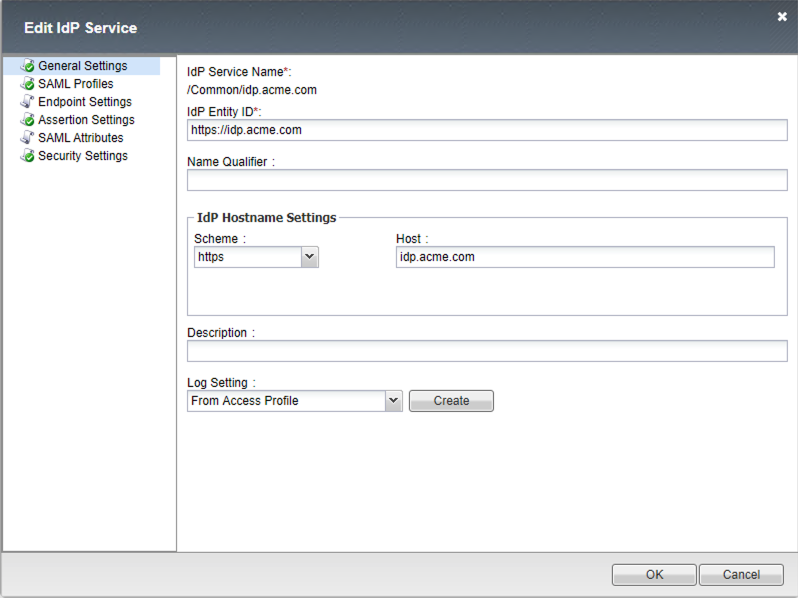 Edit IdP Service
General Settings
SAML Profiles
Endpoint Settings
Assertion Settings
SAML Attributes
Security Settings
IdP Service Name*:
/Common/idp.acme.com
IdP Entity ID*:
https://idp.acme.com
Name Qualifier :
IdP Hostname Settings
Scheme : Host :
https idp.acme.com
Description :
Log Setting :
From Access Profile Create
OK Cancel